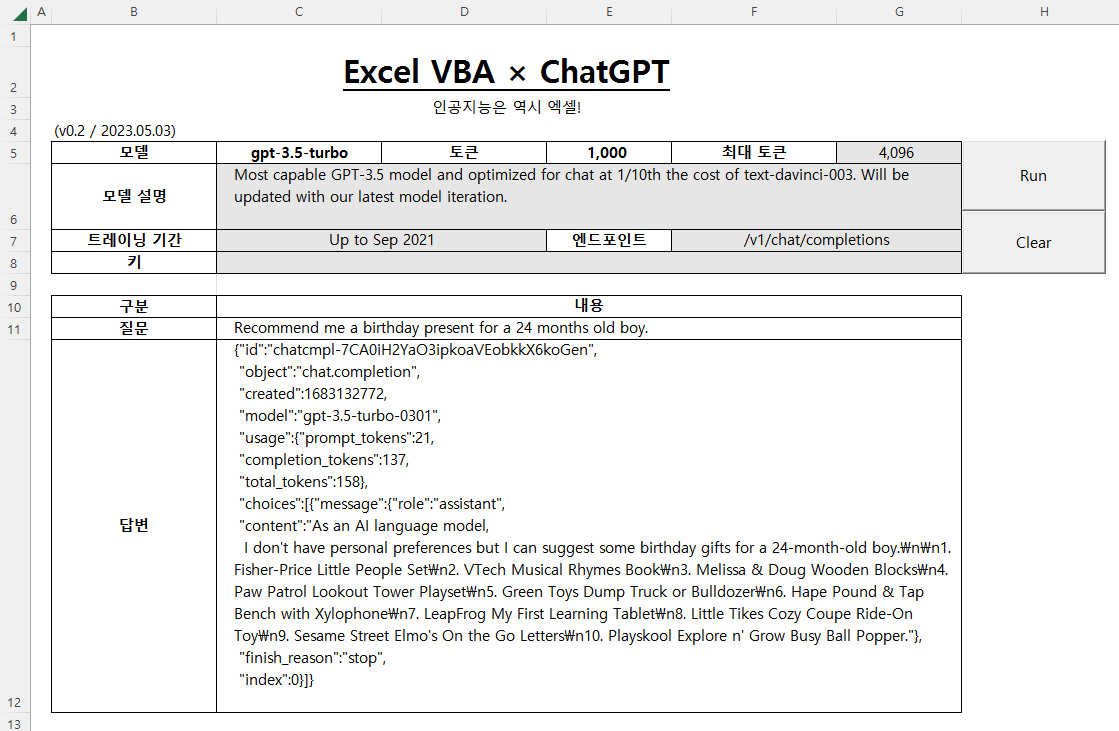 A B C D E F G H
1
2 Excel VBA × ChatGPT
3 인공지능은 역시 엑셀!
4 (v0.2 / 2023.05.03)
5 모델 gpt-3.5-turbo 토큰 1,000 최대 토큰 4,096
Run
모델 설명
Most capable GPT-3.5 model and optimized for chat at 1/10th the cost of text-davinci-003. Will be
updated with our latest model iteration.
6
7 트레이닝 기간 Up to Sep 2021 엔드포인트 /v1/chat/completions
Clear
8 키
9
10 구분 내용
11 질문 Recommend me a birthday present for a 24 months old boy.
답변
{"id":"chatcmpl-7CA0iH2YaO3ipkoaVEobkkX6koGen",
"object":"chat.completion",
"created":1683132772,
"model":"gpt-3.5-turbo-0301",
"usage":{"prompt_tokens":21,
"completion_tokens":137,
"total_tokens":158},
"choices":[{"message":{"role":"assistant",
"content":"As an AI language model,
I don't have personal preferences but I can suggest some birthday gifts for a 24-month-old boy.₩n₩n1.
Fisher-Price Little People Set₩n2. VTech Musical Rhymes Book₩n3. Melissa & Doug Wooden Blocks₩n4.
Paw Patrol Lookout Tower Playset₩n5. Green Toys Dump Truck or Bulldozer₩n6. Hape Pound & Tap
Bench with Xylophone₩n7. LeapFrog My First Learning Tablet₩n8. Little Tikes Cozy Coupe Ride-On
Toy₩n9. Sesame Street Elmo's On the Go Letters₩n10. Playskool Explore n' Grow Busy Ball Popper."},
"finish_reason":"stop",
"index":0}]}
12
13